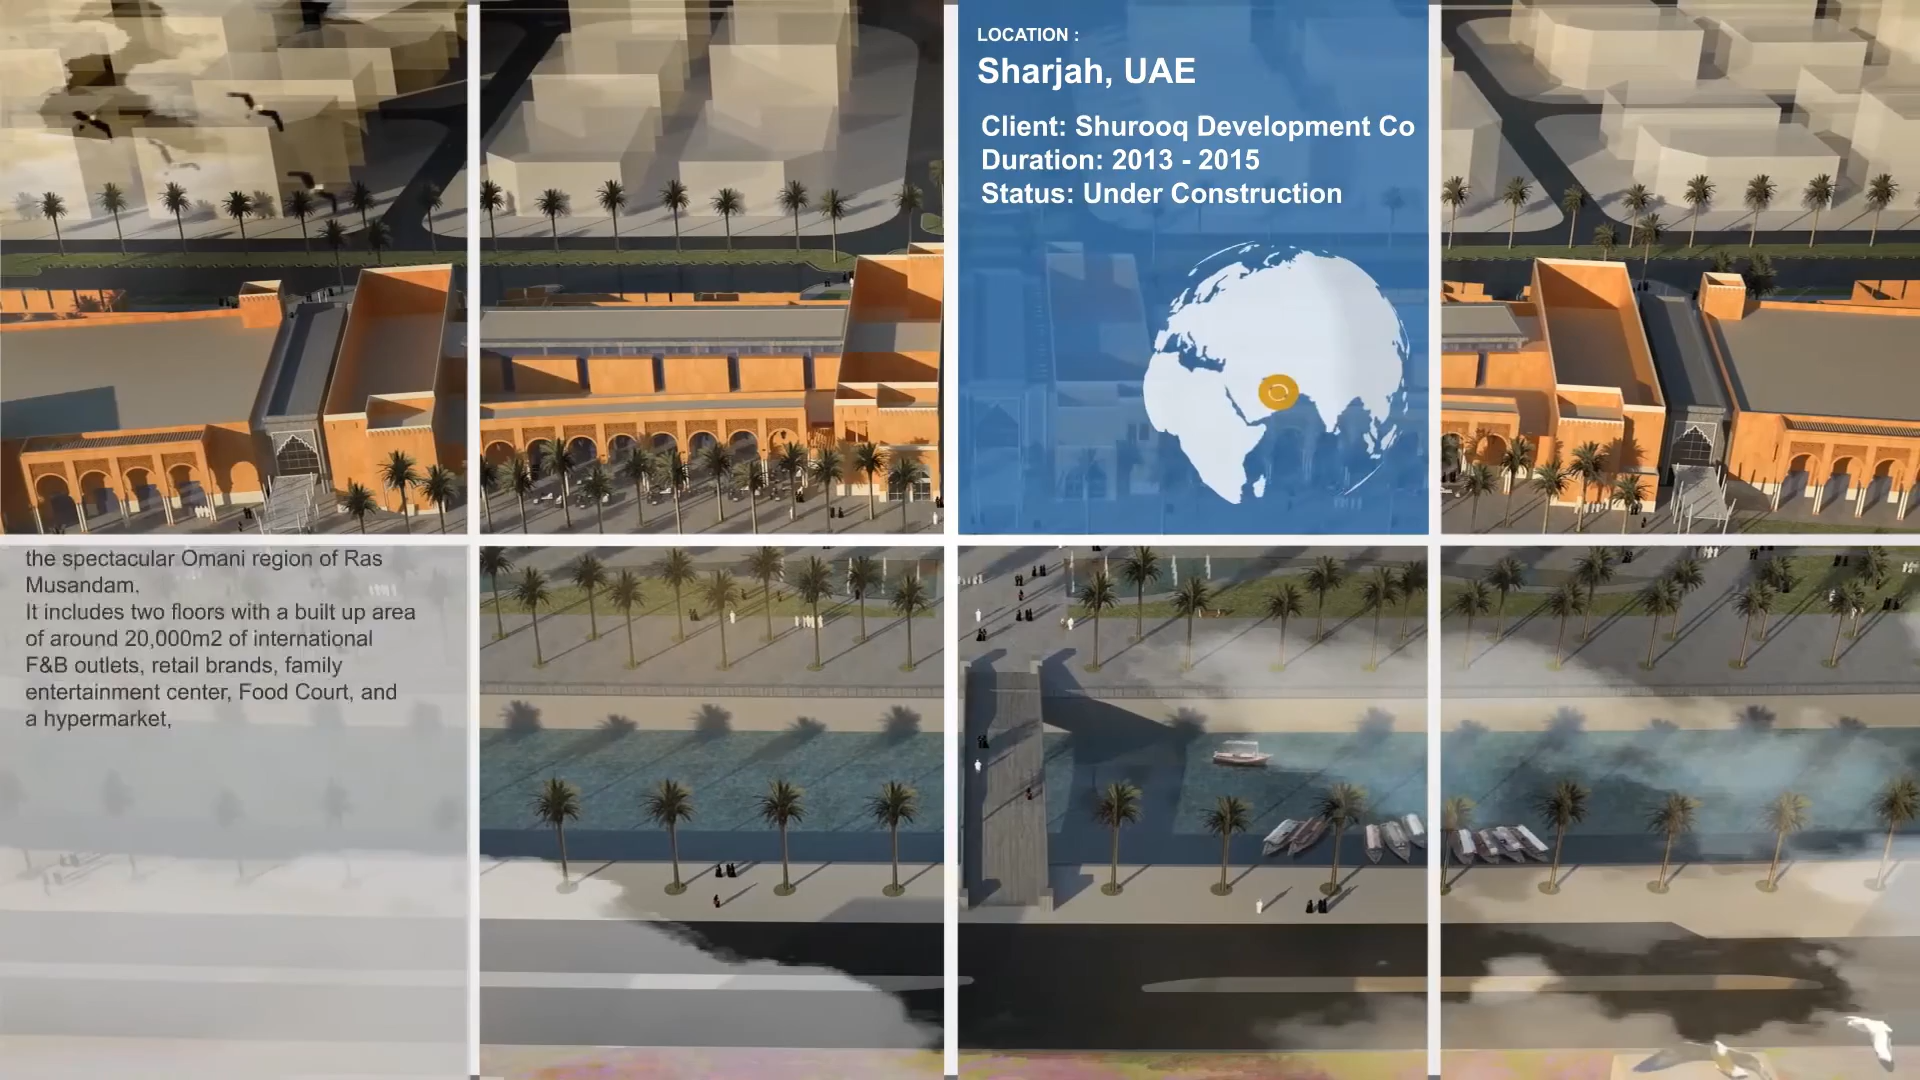 LOCATION :
Sharjah, UAE
Client: Shurooq Development Co
Duration: 2013 - 2015
Status: Under Construction
the spectacular Omani region of Ras
Musandam.
It includes two floors with a built up area
of around 20,000m2 of international
F&B outlets, retail brands, family
entertainment center, Food Court, and
a hypermarket,